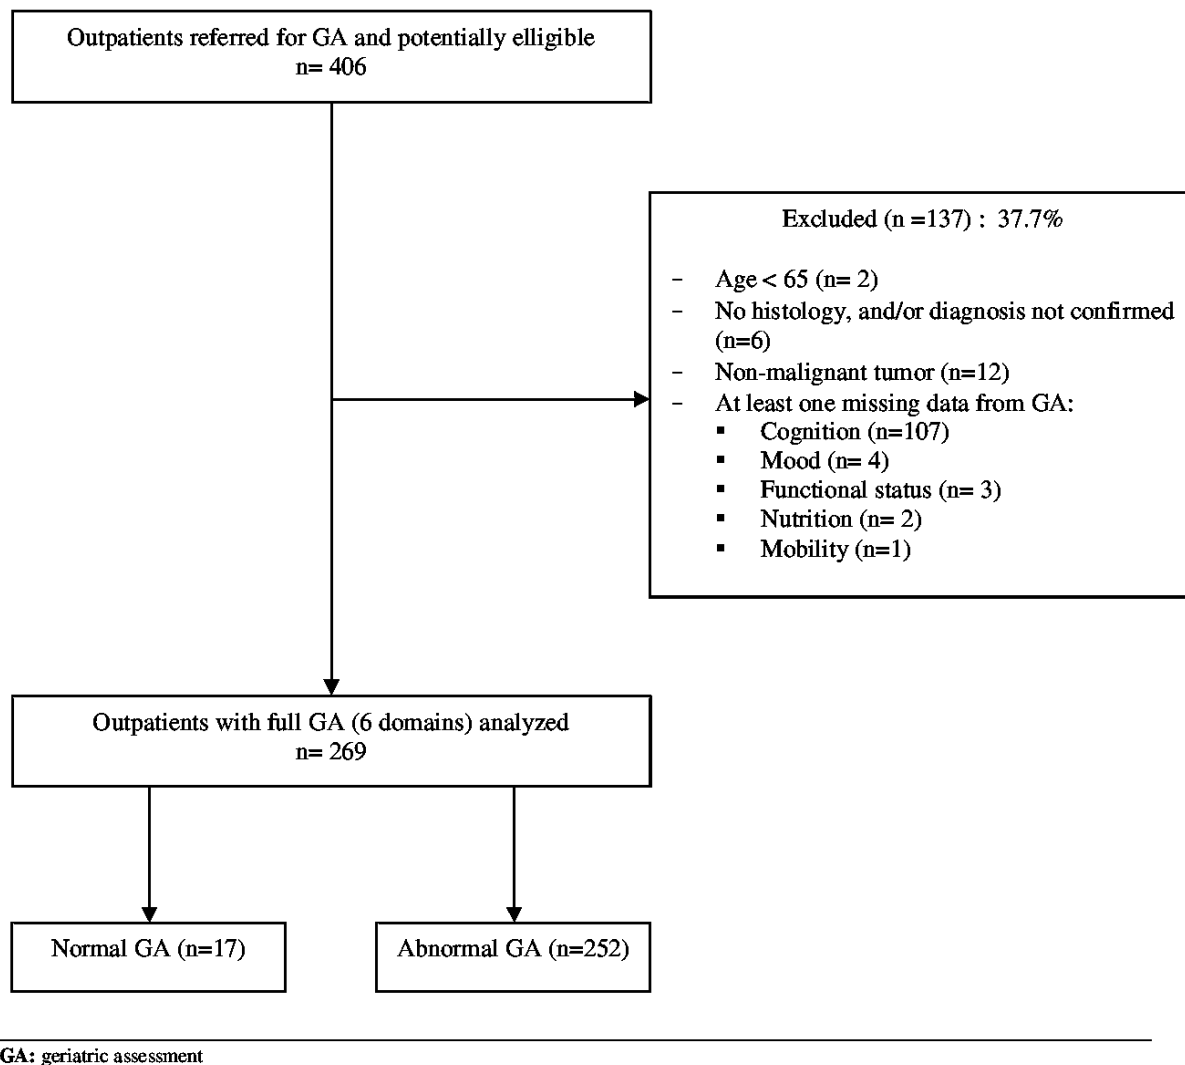 Outpatients referred for GA and potentially elligible
n= 406
Excluded (n =137) :  37.7%
-  Age < 65 (n= 2)
-  No histology, and/or diagnosis not confirmed
(n=6)
-  Non-malignant tumor (n=12)
-  At least one missing data from GA:
▪  Cognition (n=107)
▪  Mood (n= 4)
▪  Functional status (n= 3)
▪  Nutrition (n= 2)
▪  Mobility (n=1)
Outpatients with full GA (6 domains) analyzed
n= 269
Normal GA (n=17)
Abnormal GA (n=252)
GA: geriatric assessment